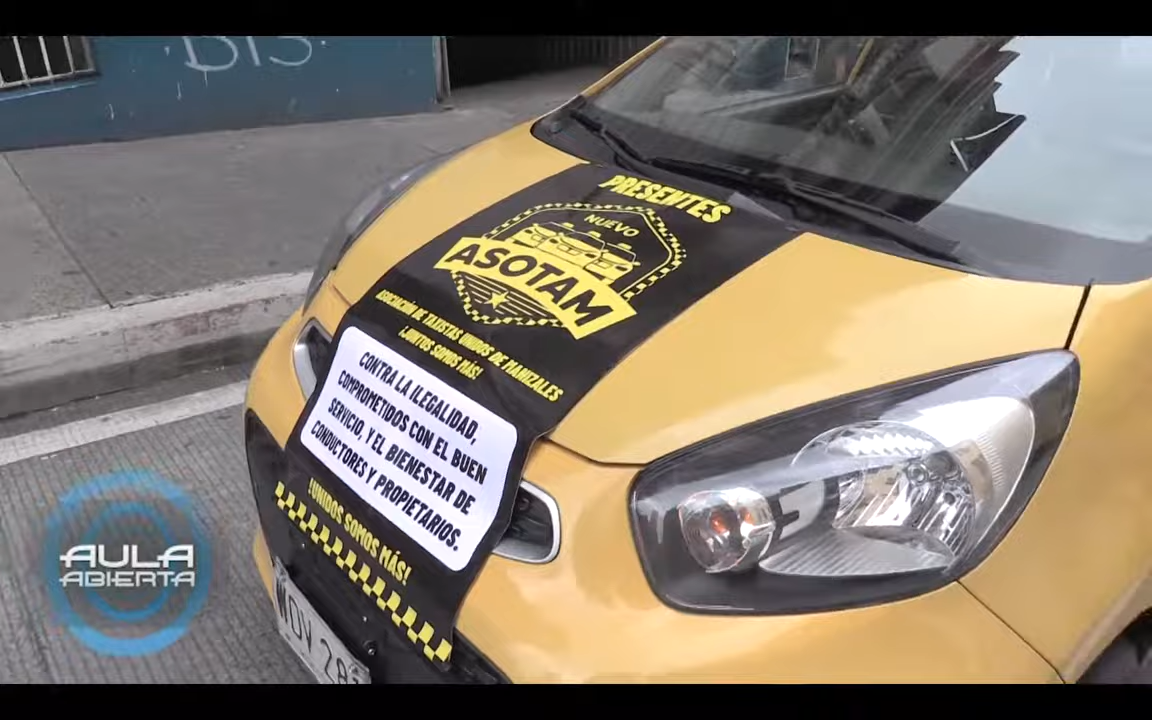 BIS
PRESENTES
NUEVO
ASOTAM
ASOCIACIÓN DE TAXISTAS UNIDOS DE MANIZALES
¡JUNTOS SOMOS MÁS!
CONTRA LA ILEGALIDAD,
COMPROMETIDOS CON EL BUEN
SERVICIO, Y EL BIENESTAR DE
CONDUCTORES Y PROPIETARIOS.
¡UNIDOS SOMOS MÁS!
AULA
ABIERTA